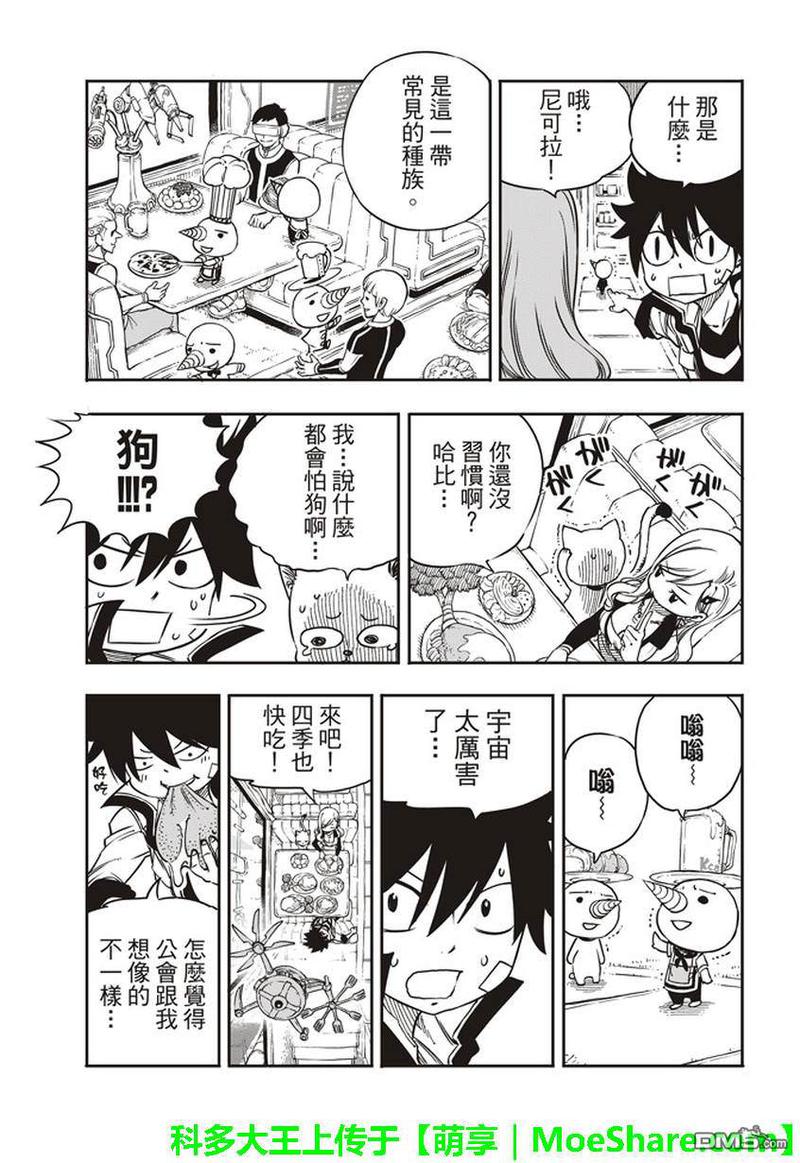 那是
什麼…
哦…
尼可拉！
是這一帶
常見的種族。
你還沒
習慣啊？
哈比…
がぐ
がぐ
我…說什麼
都會怕狗啊…
狗
!!!?
嗡
嗡～
嗡～
宇宙
太厲害
了…
來吧！
四季也
快吃！
好吃
怎麼覺得
公會跟我
想像的
不一樣…
科多大王上传于【萌享｜MoeShare.com】